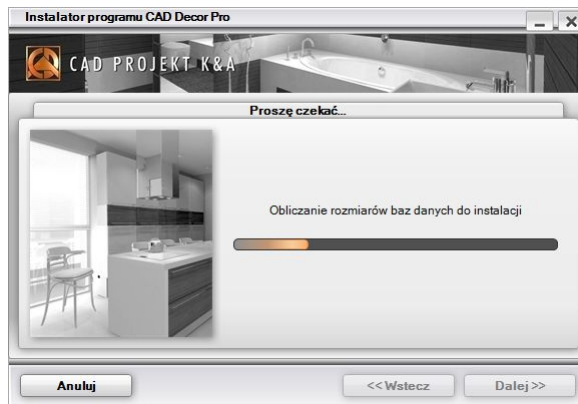 Instalator programu CAD Decor Pro
CAD PROJEKT K&A
Proszę czekać...
Obliczanie rozmiarów baz danych do instalacji
Anuluj
<< Wstecz
Dalej >>